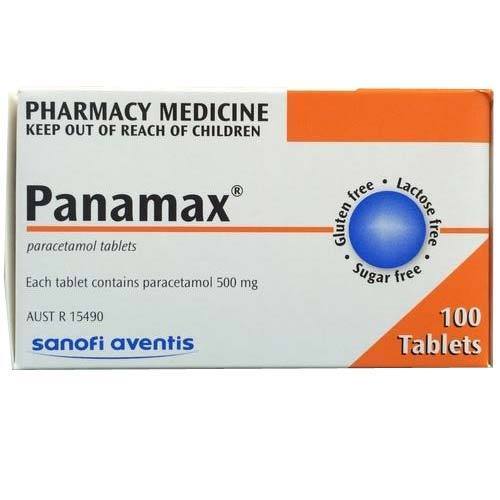 PHARMACY MEDICINE
KEEP OUT OF REACH OF CHILDREN
Panamax®
paracetamol tablets
Each tablet contains paracetamol 500 mg
AUST R 15490
sanofi aventis
Gluten free • Lactose free • Sugar free •
100
Tablets